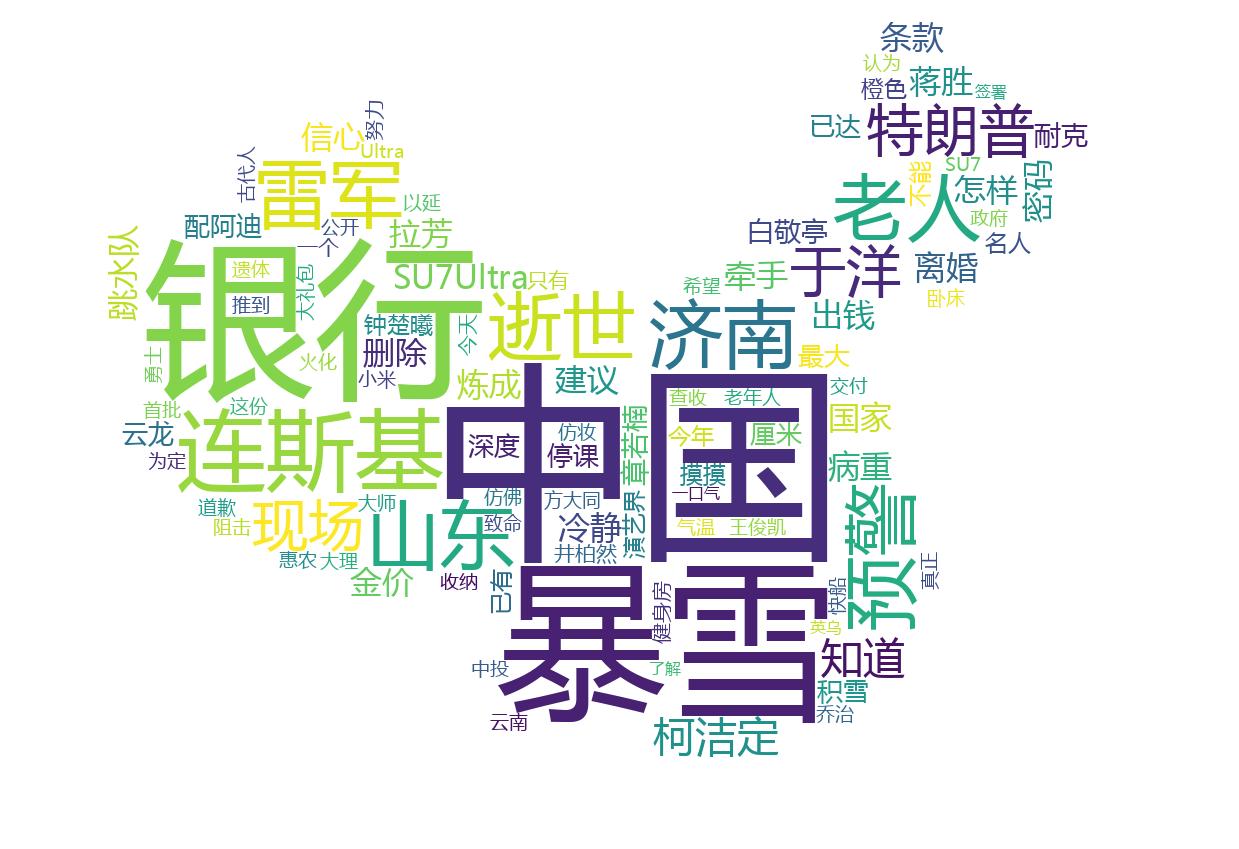 条款
认为
橙色
蒋胜
签署
努力
信心
Ultra
已达
特朗普
耐克
古代人
雷军
以延
老人
不能
SU7
怎样
密码
政府
配阿迪
公开
一个
拉芳
白敬亭
名人
跳水队
银行
遗体
大礼包
推到
SU7Ultra
只有
希望
牵手
于洋
离婚
卧床
钟楚曦
今天
逝世
济南
出钱
勇士
火化
删除
小米
炼成
建议
最大
首批
这份
中国
查收
老年人
交付
云龙
为定
连斯基
深度
仿妆
停课
章若楠
今年
厘米
国家
摸摸
一口气
病重
道歉
阻击
现场
大师
山东
仿佛
致命
方大同
冷静
演艺界
气温
王俊凯
预警
惠农
大理
井柏然
金价
收纳
已有
暴雪
健身房
快船
真正
英乌
中投
了解
知道
积雪
乔治
云南
柯洁定